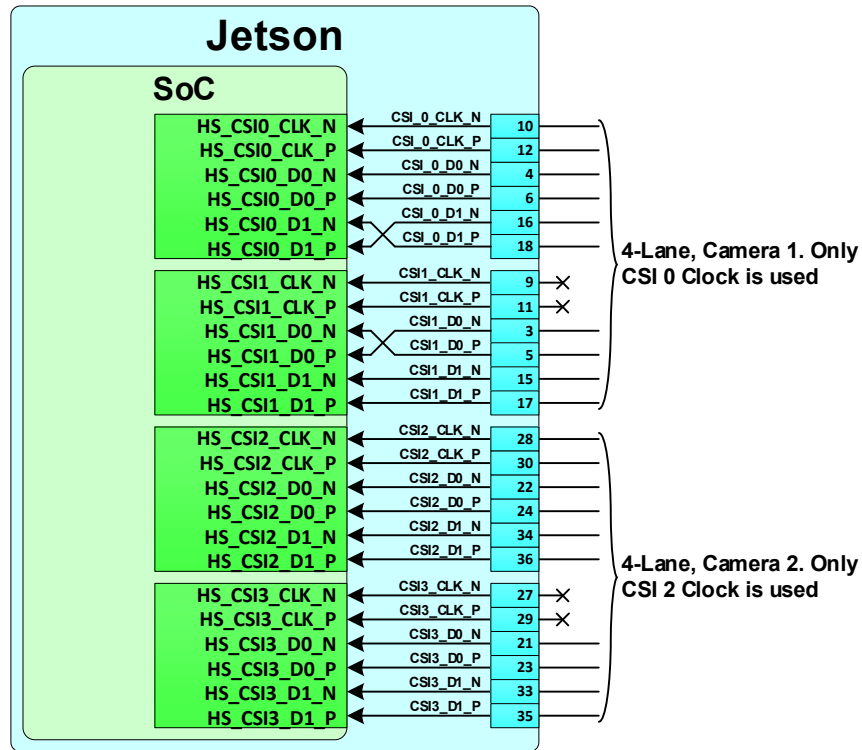 Jetson
SoC
HS_CSI0_CLK_N CSI_0_CLK_N 10
HS_CSI0_CLK_P CSI_0_CLK_P 12
HS_CSI0_D0_N CSI_0_D0_N 4
HS_CSI0_D0_P CSI_0_D0_P 6
HS_CSI0_D1_N CSI_0_D1_N 16
HS_CSI0_D1_P CSI_0_D1_P 18
4-Lane, Camera 1. Only
CSI 0 Clock is used
HS_CSI1_CLK_N CSI1_CLK_N 9
HS_CSI1_CLK_P CSI1_CLK_P 11
HS_CSI1_D0_N CSI1_D0_N 3
HS_CSI1_D0_P CSI1_D0_P 5
HS_CSI1_D1_N CSI1_D1_N 15
HS_CSI1_D1_P CSI1_D1_P 17
HS_CSI2_CLK_N CSI2_CLK_N 28
HS_CSI2_CLK_P CSI2_CLK_P 30
HS_CSI2_D0_N CSI2_D0_N 22
HS_CSI2_D0_P CSI2_D0_P 24
HS_CSI2_D1_N CSI2_D1_N 34
HS_CSI2_D1_P CSI2_D1_P 36
4-Lane, Camera 2. Only
CSI 2 Clock is used
HS_CSI3_CLK_N CSI3_CLK_N 27
HS_CSI3_CLK_P CSI3_CLK_P 29
HS_CSI3_D0_N CSI3_D0_N 21
HS_CSI3_D0_P CSI3_D0_P 23
HS_CSI3_D1_N CSI3_D1_N 33
HS_CSI3_D1_P CSI3_D1_P 35